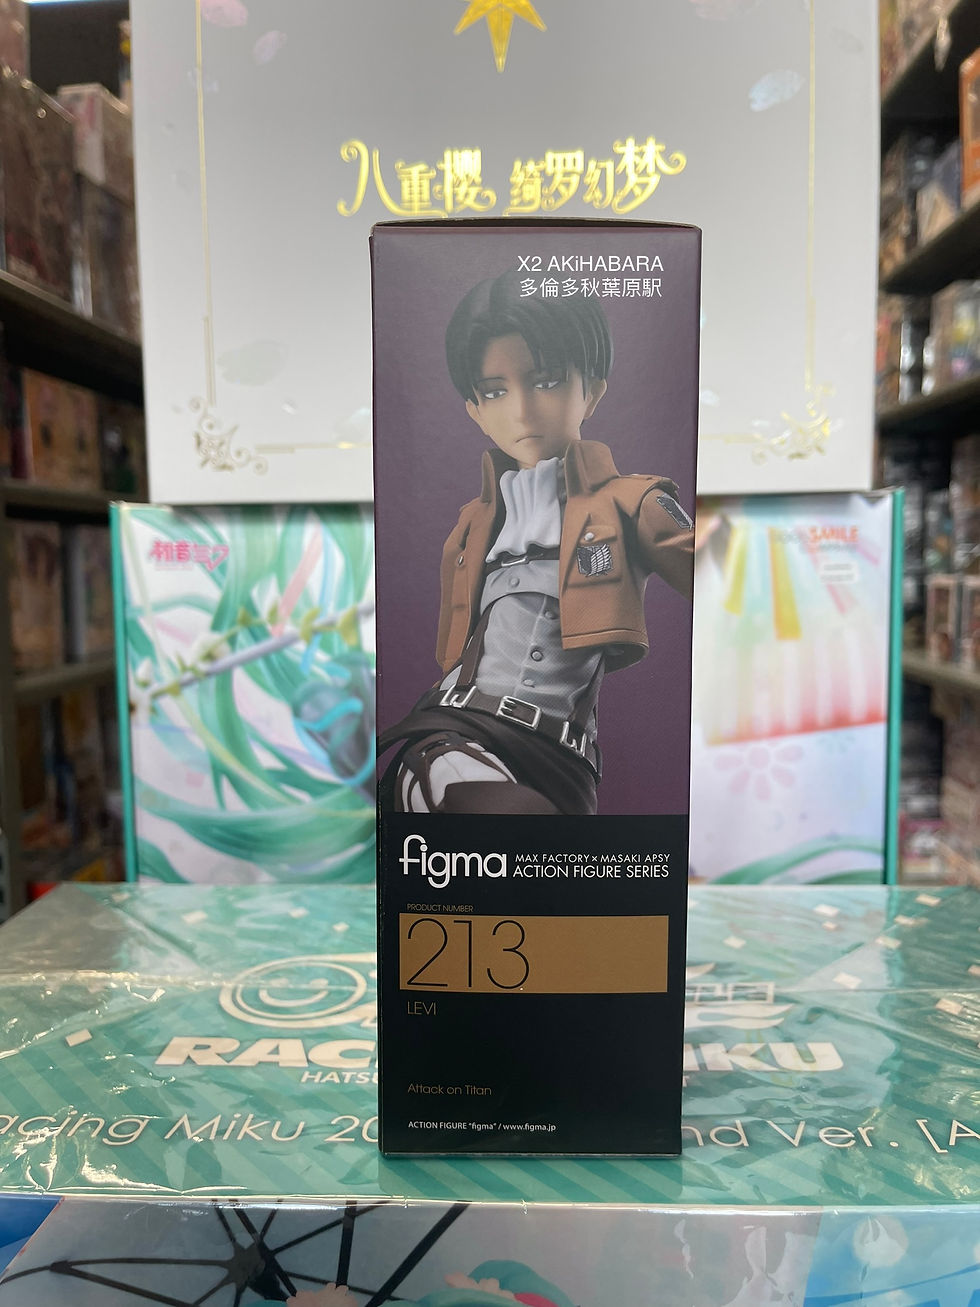 八重樱 绮罗幻梦
X2 AKiHABARA
多倫多秋葉原駅
初音ミク
SMILE
figma MAX FACTORY × MASAKI APSY
ACTION FIGURE SERIES
PRODUCT NUMBER
213
LEVI
Attack on Titan
ACTION FIGURE "figma" / www.figma.jp
RAC IKU
HATSU
acing Miku 20 nd Ver. [A